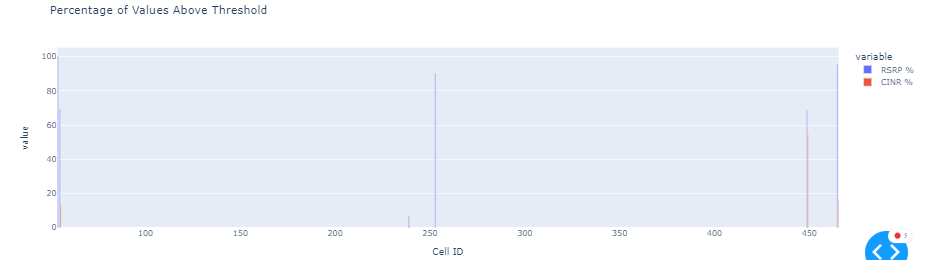 Percentage of Values Above Threshold
variable
RSRP %
CINR %
value
100
80
60
40
20
0
100
150
200
250
300
350
400
450
Cell ID